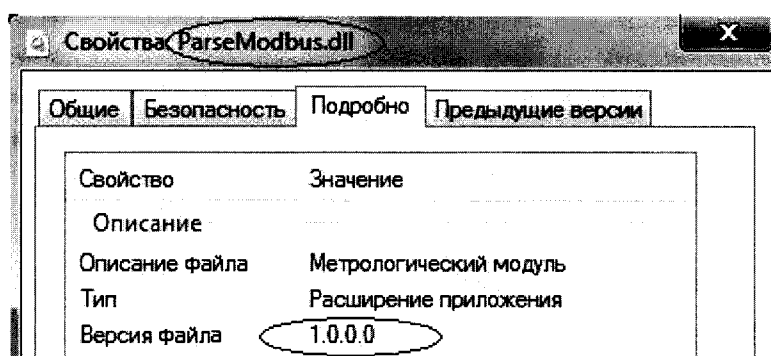 Свойства: ParseModbus.dll
Общие Безопасность Подробно Предыдущие версии
Свойство Значение
Описание
Описание файла Метрологический модуль
Тип Расширение приложения
Версия файла 1.0.0.0